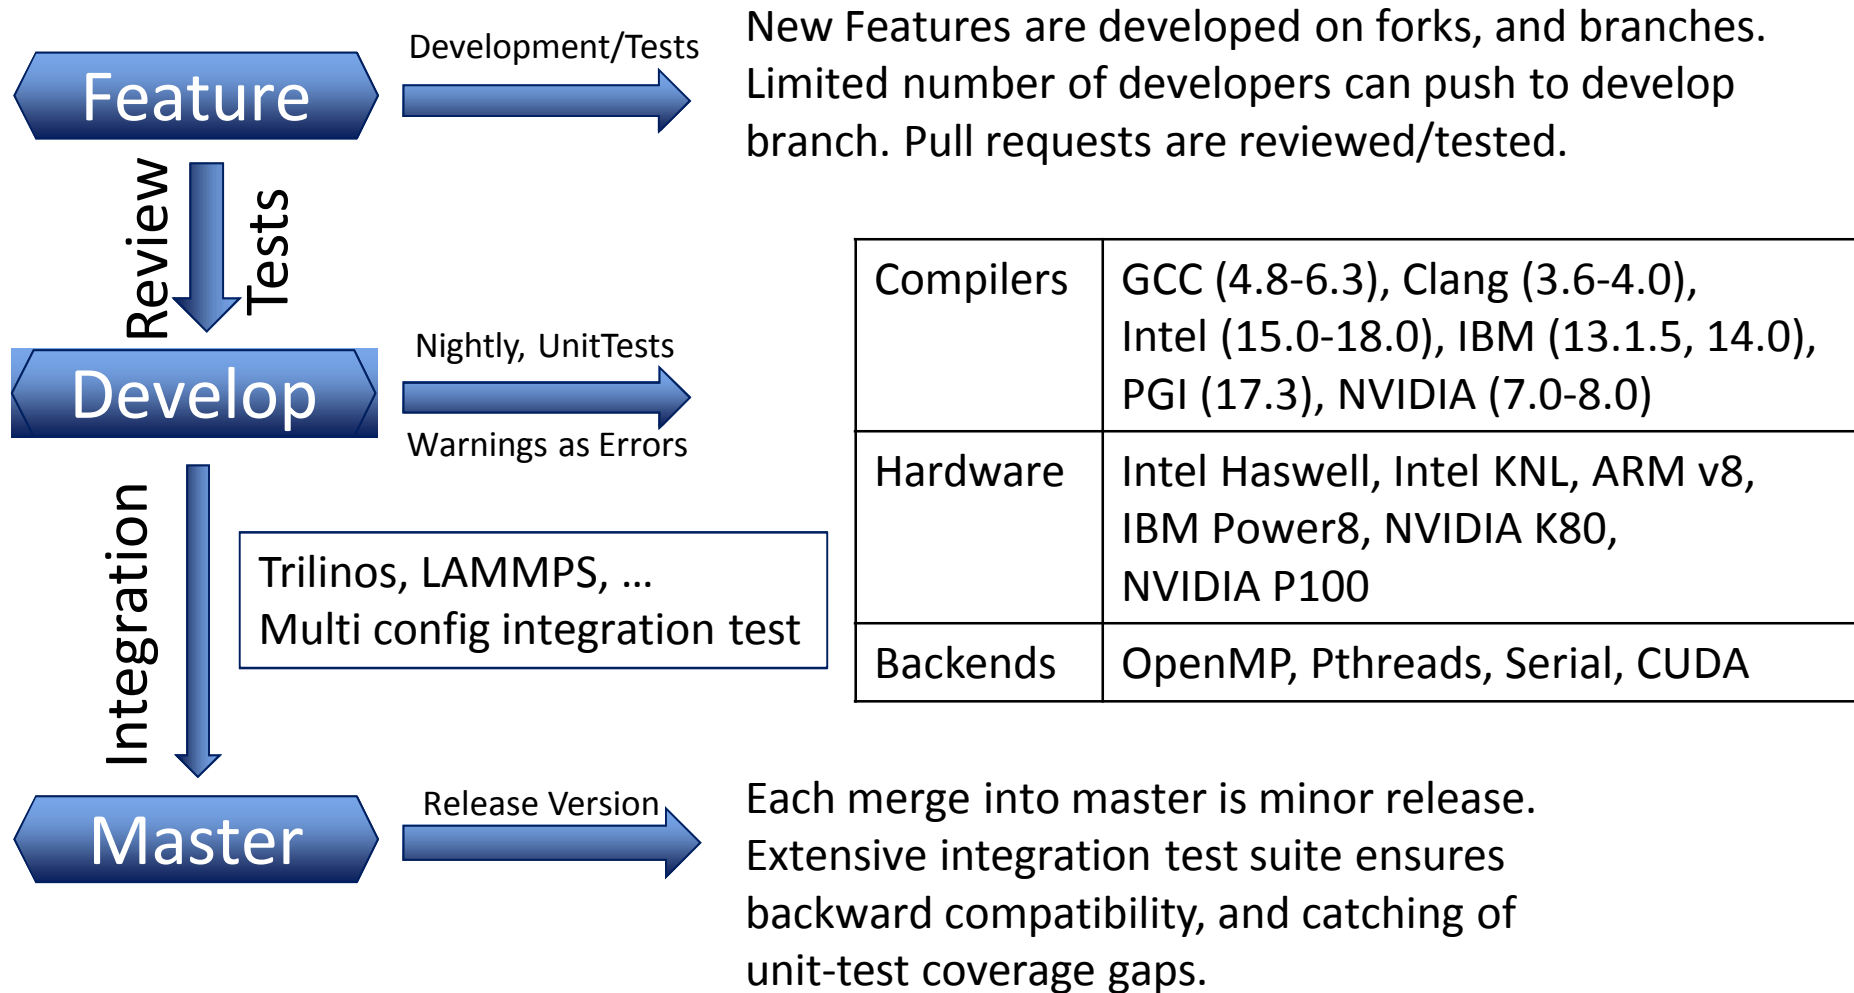 Feature
Development/Tests
New Features are developed on forks, and branches.
Limited number of developers can push to develop
branch. Pull requests are reviewed/tested.
Review
Tests
Develop
Nightly, UnitTests
Warnings as Errors
Compilers
GCC (4.8-6.3), Clang (3.6-4.0),
Intel (15.0-18.0), IBM (13.1.5, 14.0),
PGI (17.3), NVIDIA (7.0-8.0)
Hardware
Intel Haswell, Intel KNL, ARM v8,
IBM Power8, NVIDIA K80,
NVIDIA P100
Backends
OpenMP, Pthreads, Serial, CUDA
Integration
Trilinos, LAMMPS, …
Multi config integration test
Master
Release Version
Each merge into master is minor release.
Extensive integration test suite ensures
backward compatibility, and catching of
unit-test coverage gaps.